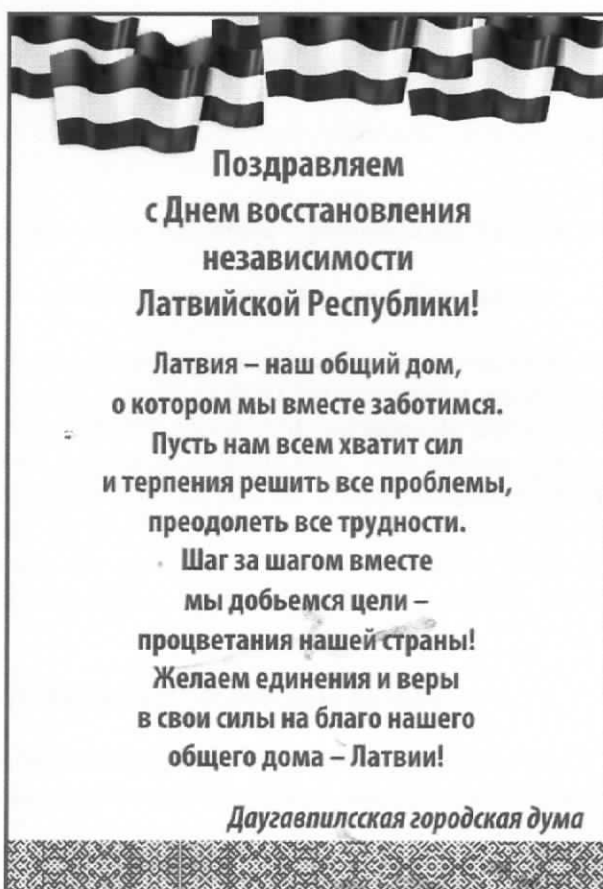 Поздравляем
с Днем восстановления
независимости
Латвийской Республики!
Латвия – наш общий дом,
о котором мы вместе заботимся.
Пусть нам всем хватит сил
и терпения решить все проблемы,
преодолеть все трудности.
Шаг за шагом вместе
мы добьемся цели –
процветания нашей страны!
Желаем единения и веры
в свои силы на благо нашего
общего дома – Латвии!
Даугавпилсская городская дума